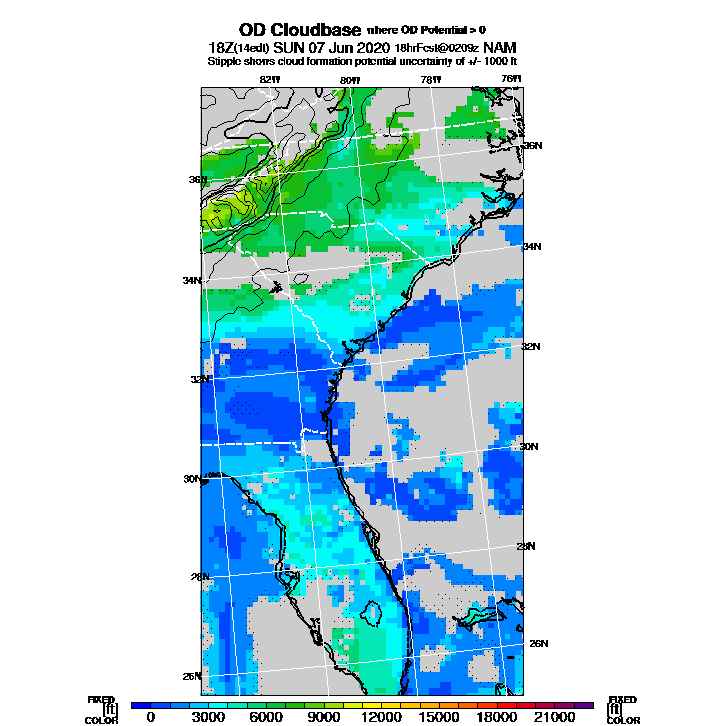 OD Cloudbase where OD Potential > 0
18Z(14edt) SUN 07 Jun 2020 18hrFcst@0209z NAM
Stipple shows cloud formation potential uncertainty of +/- 1000 ft
82W 80W 78W 76W
36N 36N
34N 34N
32N 32N
30N 30N
28N 28N
26N 26N
FIXED FIXED
[ft] 0 3000 6000 9000 12000 15000 18000 21000 [ft]
COLOR COLOR